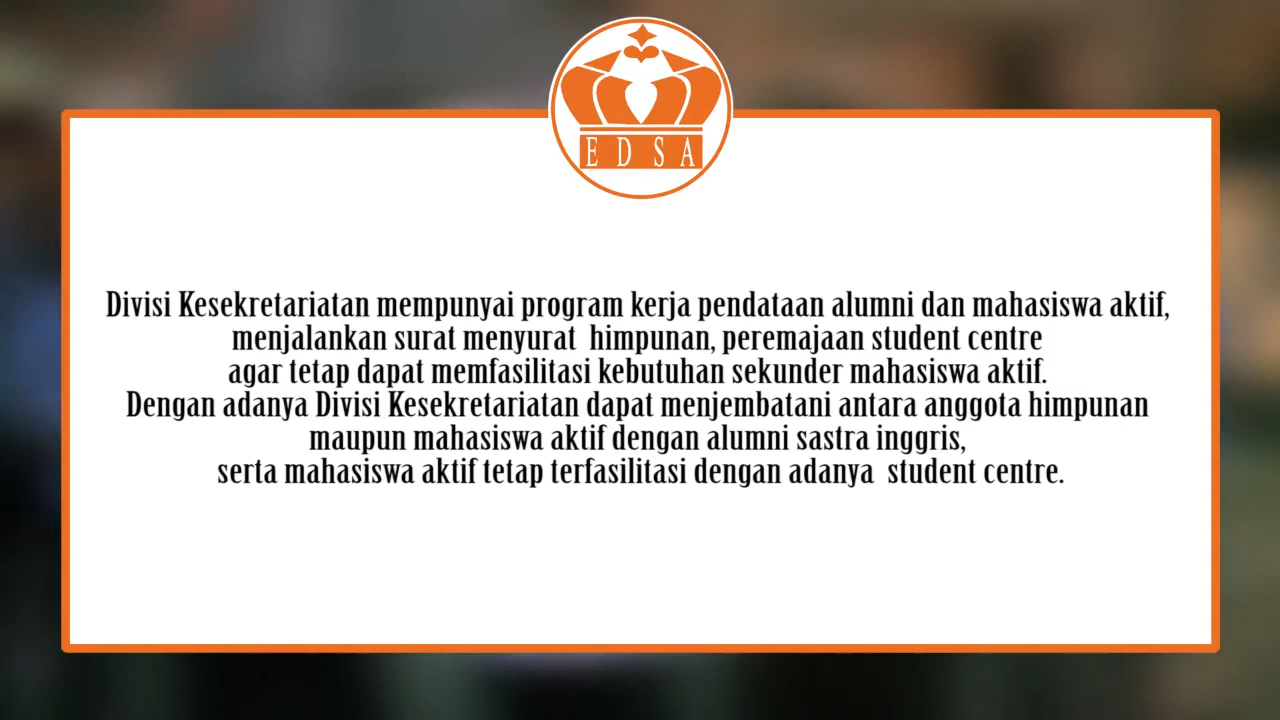 EDSA
Divisi Kesekretariatan mempunyai program kerja pendataan alumni dan mahasiswa aktif,
menjalankan surat menyurat  himpunan, peremajaan student centre
agar tetap dapat memfasilitasi kebutuhan sekunder mahasiswa aktif.
Dengan adanya Divisi Kesekretariatan dapat menjembatani antara anggota himpunan
maupun mahasiswa aktif dengan alumni sastra inggris,
serta mahasiswa aktif tetap terfasilitasi dengan adanya  student centre.